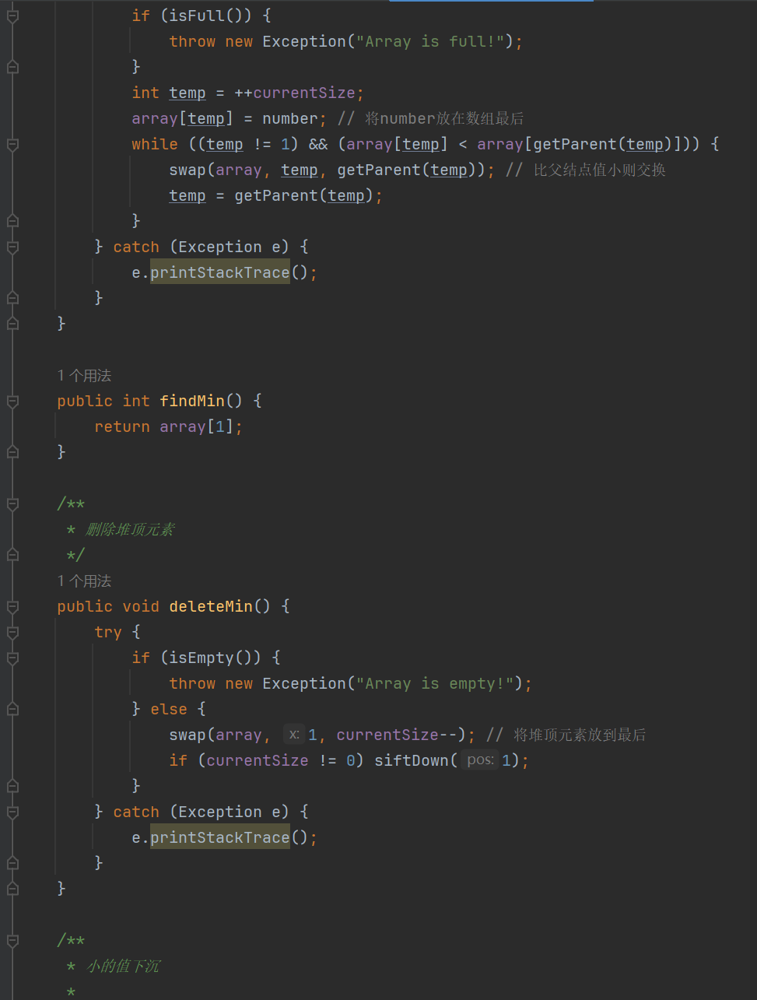 if (isFull()) {
throw new Exception("Array is full!");
}
int temp = ++currentSize;
array[temp] = number; // 将number放在数组最后
while ((temp != 1) && (array[temp] < array[getParent(temp)])) {
swap(array, temp, getParent(temp)); // 比父结点值小则交换
temp = getParent(temp);
}
} catch (Exception e) {
e.printStackTrace();
}
}
1 个用法
public int findMin() {
return array[1];
}
/**
* 删除堆顶元素
*/
1 个用法
public void deleteMin() {
try {
if (isEmpty()) {
throw new Exception("Array is empty!");
} else {
swap(array, x: 1, currentSize--); // 将堆顶元素放到最后
if (currentSize != 0) siftDown( pos: 1);
}
} catch (Exception e) {
e.printStackTrace();
}
}
/**
* 小的值下沉
*